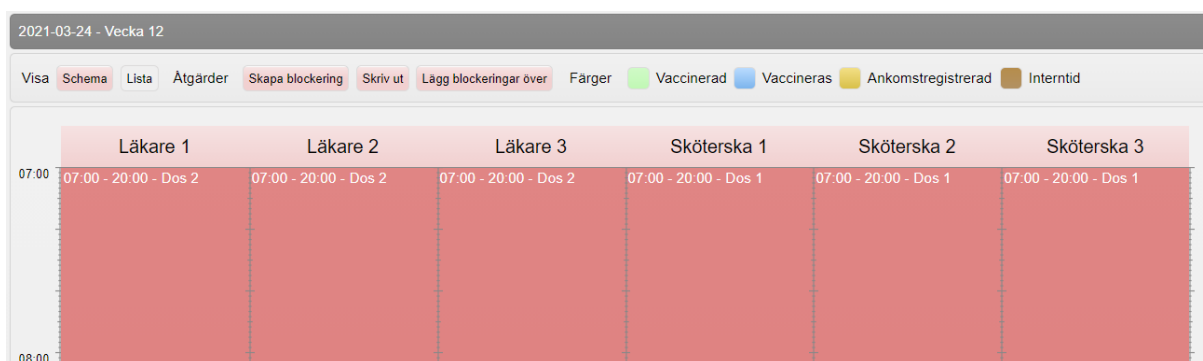 2021-03-24 - Vecka 12
Visa Schema Lista Åtgärder Skapa blockering Skriv ut Lägg blockeringar över Färger Vaccinerad Vaccineras Ankomstregistrerad Interntid
Läkare 1 Läkare 2 Läkare 3 Sköterska 1 Sköterska 2 Sköterska 3
07:00 07:00 - 20:00 - Dos 2 07:00 - 20:00 - Dos 2 07:00 - 20:00 - Dos 2 07:00 - 20:00 - Dos 1 07:00 - 20:00 - Dos 1 07:00 - 20:00 - Dos 1
08:00